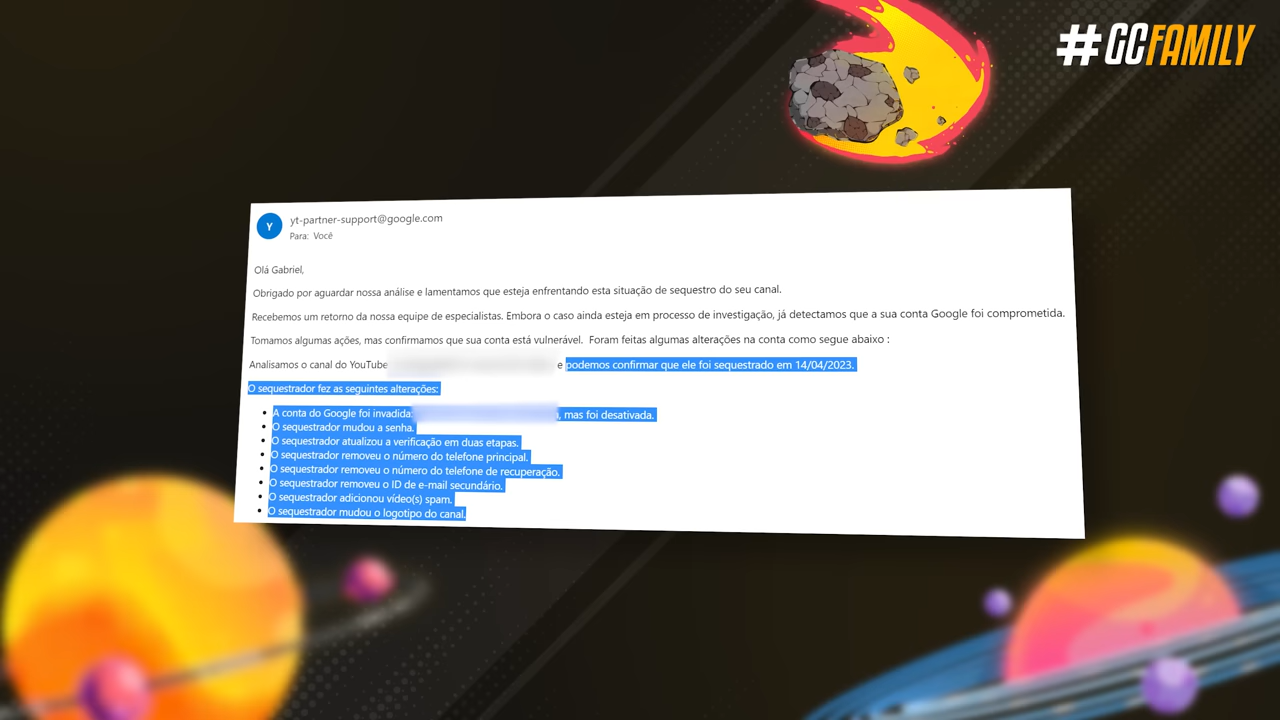 #GCFAMILY
Y
yt-partner-support@google.com
Para: Você
Olá Gabriel,
Obrigado por aguardar nossa análise e lamentamos que esteja enfrentando esta situação de sequestro do seu canal.
Recebemos um retorno da nossa equipe de especialistas. Embora o caso ainda esteja em processo de investigação, já detectamos que a sua conta Google foi comprometida.
Tomamos algumas ações, mas confirmamos que sua conta está vulnerável. Foram feitas algumas alterações na conta como segue abaixo :
Analisamos o canal do YouTube e podemos confirmar que ele foi sequestrado em 14/04/2023.
O sequestrador fez as seguintes alterações:
• A conta do Google foi invadida: , mas foi desativada.
• O sequestrador mudou a senha.
• O sequestrador atualizou a verificação em duas etapas.
• O sequestrador removeu o número do telefone principal.
• O sequestrador removeu o número do telefone de recuperação.
• O sequestrador removeu o ID de e-mail secundário.
• O sequestrador adicionou vídeo(s) spam.
• O sequestrador mudou o logotipo do canal.